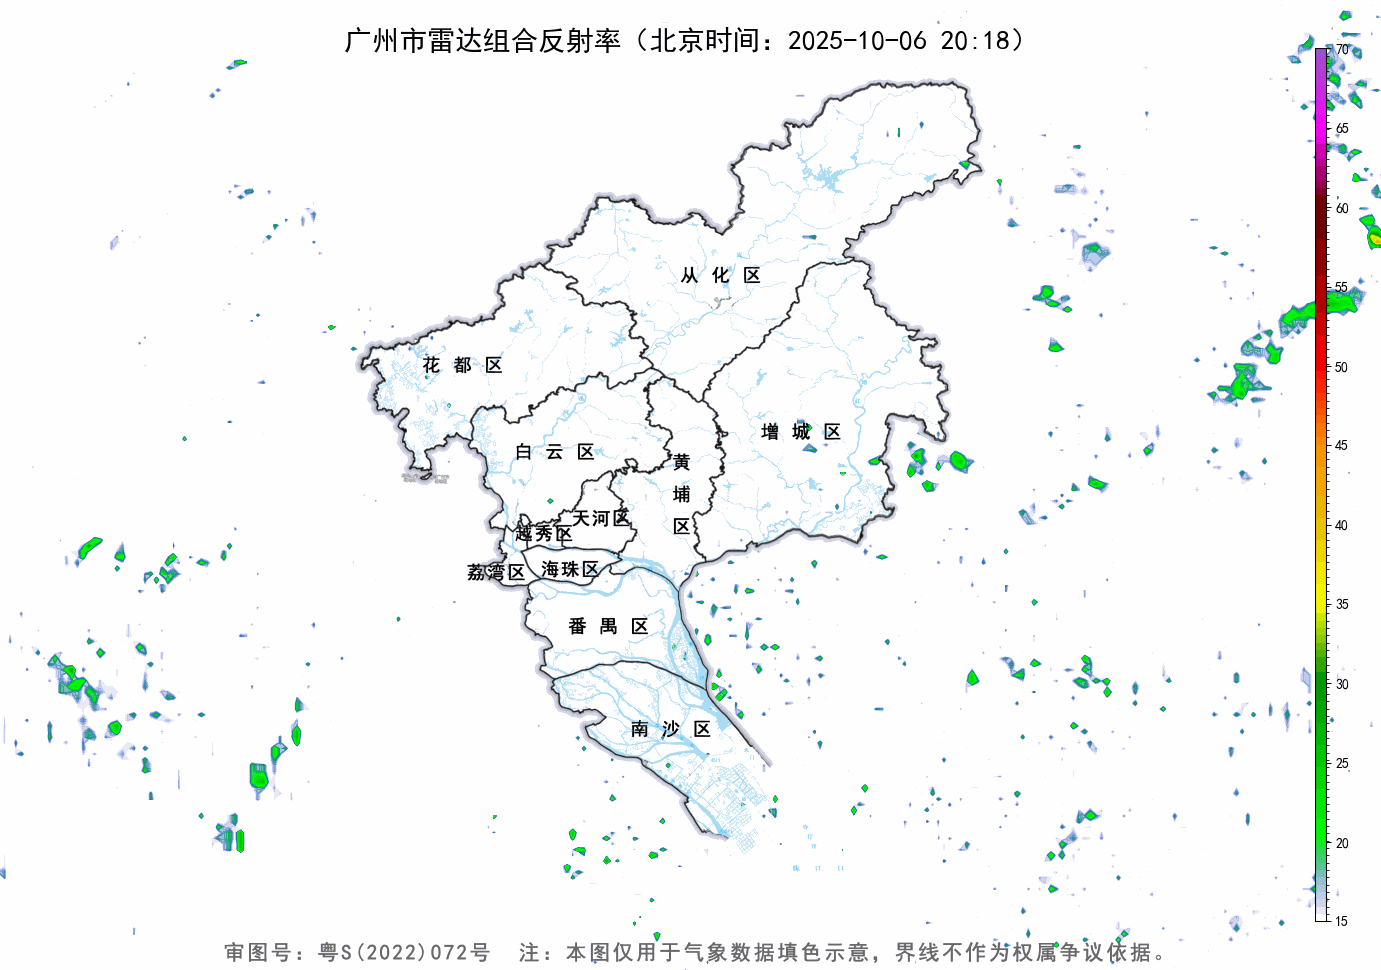 广州市雷达组合反射率（北京时间：2025-10-06 20:18）
70
65
60
55
50
45
40
35
30
25
20
15
从化区
花都区
增城区
白云区
黄埔区
天河区
越秀区
荔湾区
海珠区
番禺区
南沙区
审图号：粤S(2022)072号 注：本图仅用于气象数据填色示意，界线不作为权属争议依据。